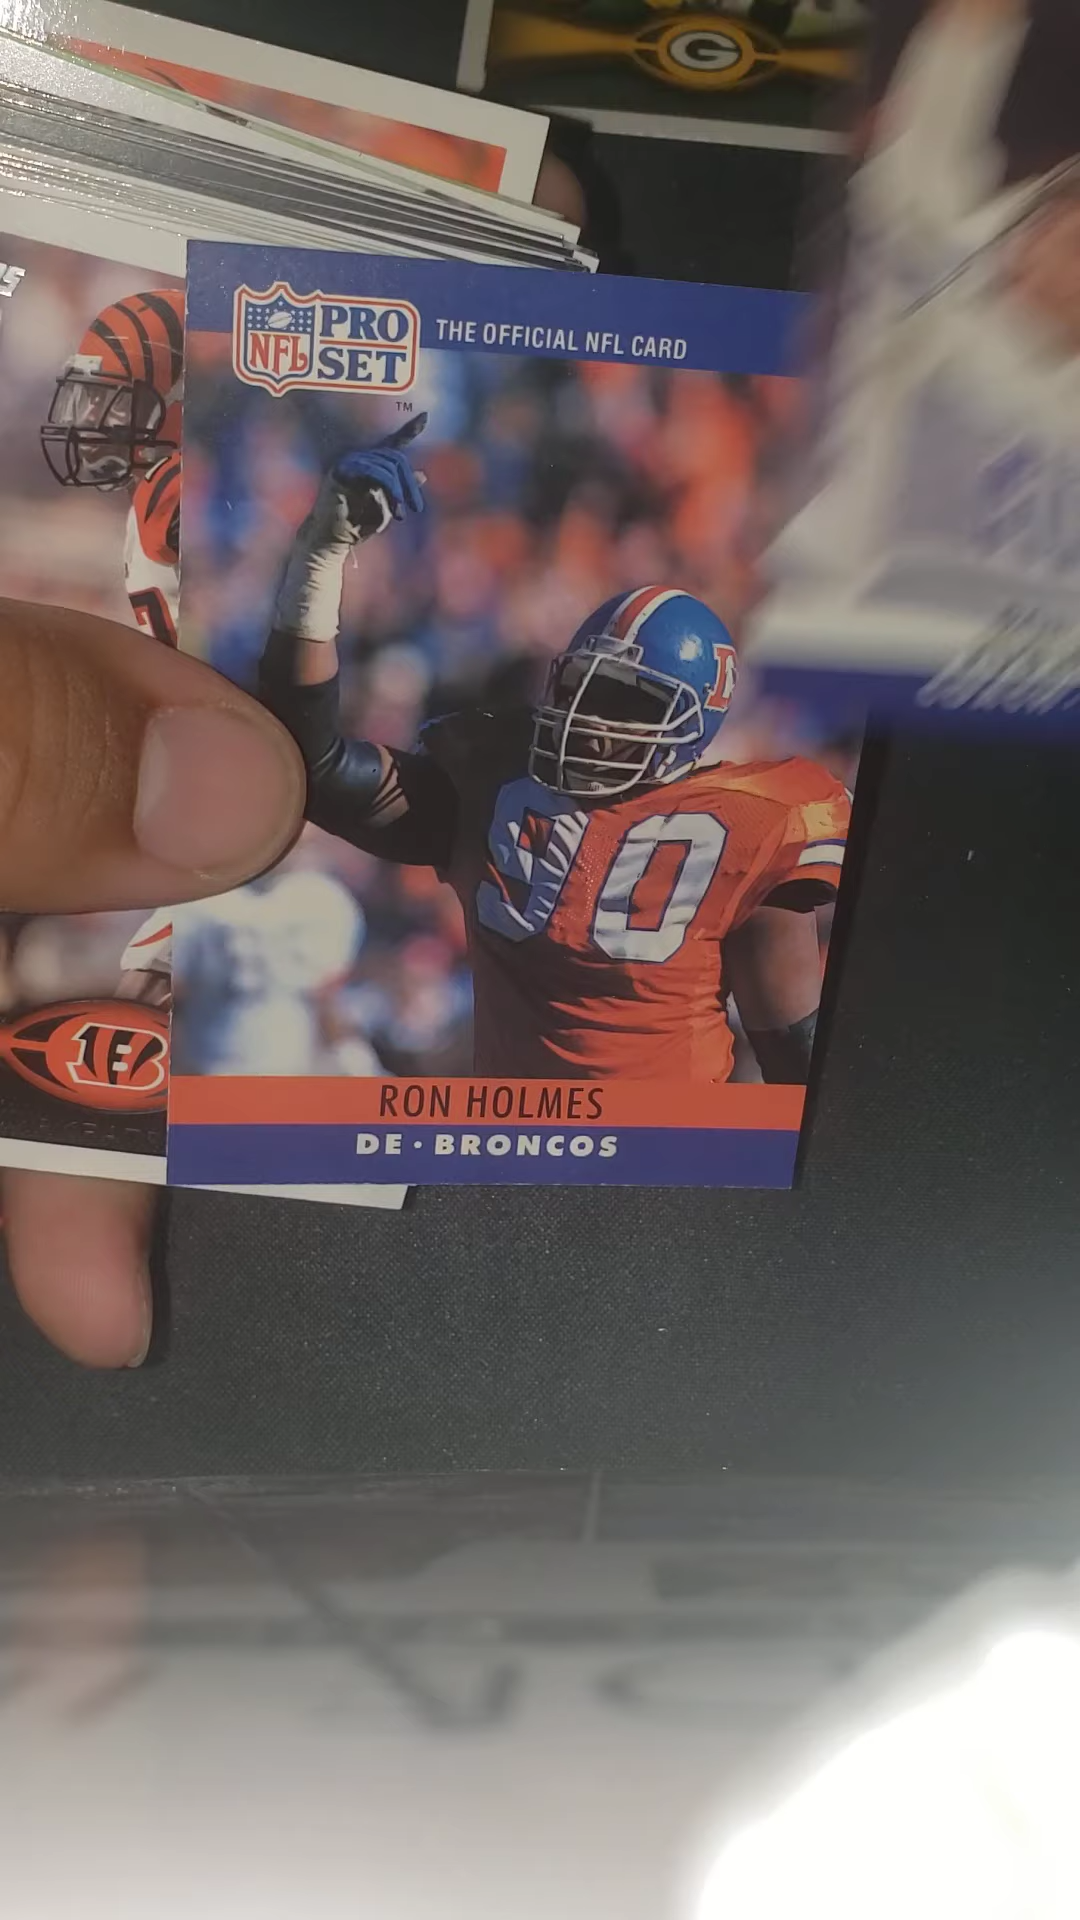 G
NFL
PRO
SET
TM
THE OFFICIAL NFL CARD
D
90
RON HOLMES
DE · BRONCOS
B